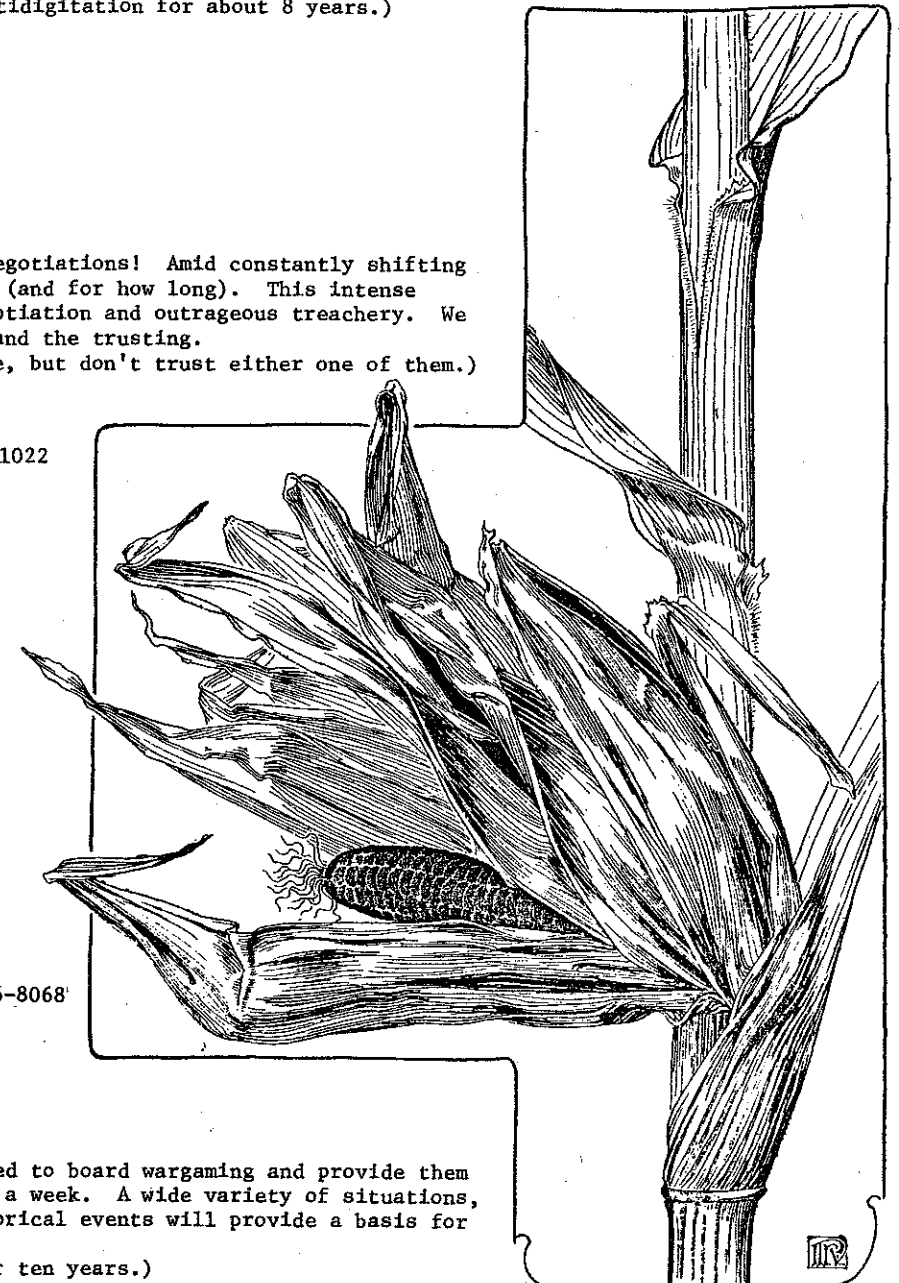 tidigitation for about 8 years.)
egotiations! Amid constantly shifting
(and for how long). This intense
otiation and outrageous treachery. We
und the trusting.
e, but don't trust either one of them.)
1022
-8068
ed to board wargaming and provide them
a week. A wide variety of situations,
orical events will provide a basis for
r ten years.)